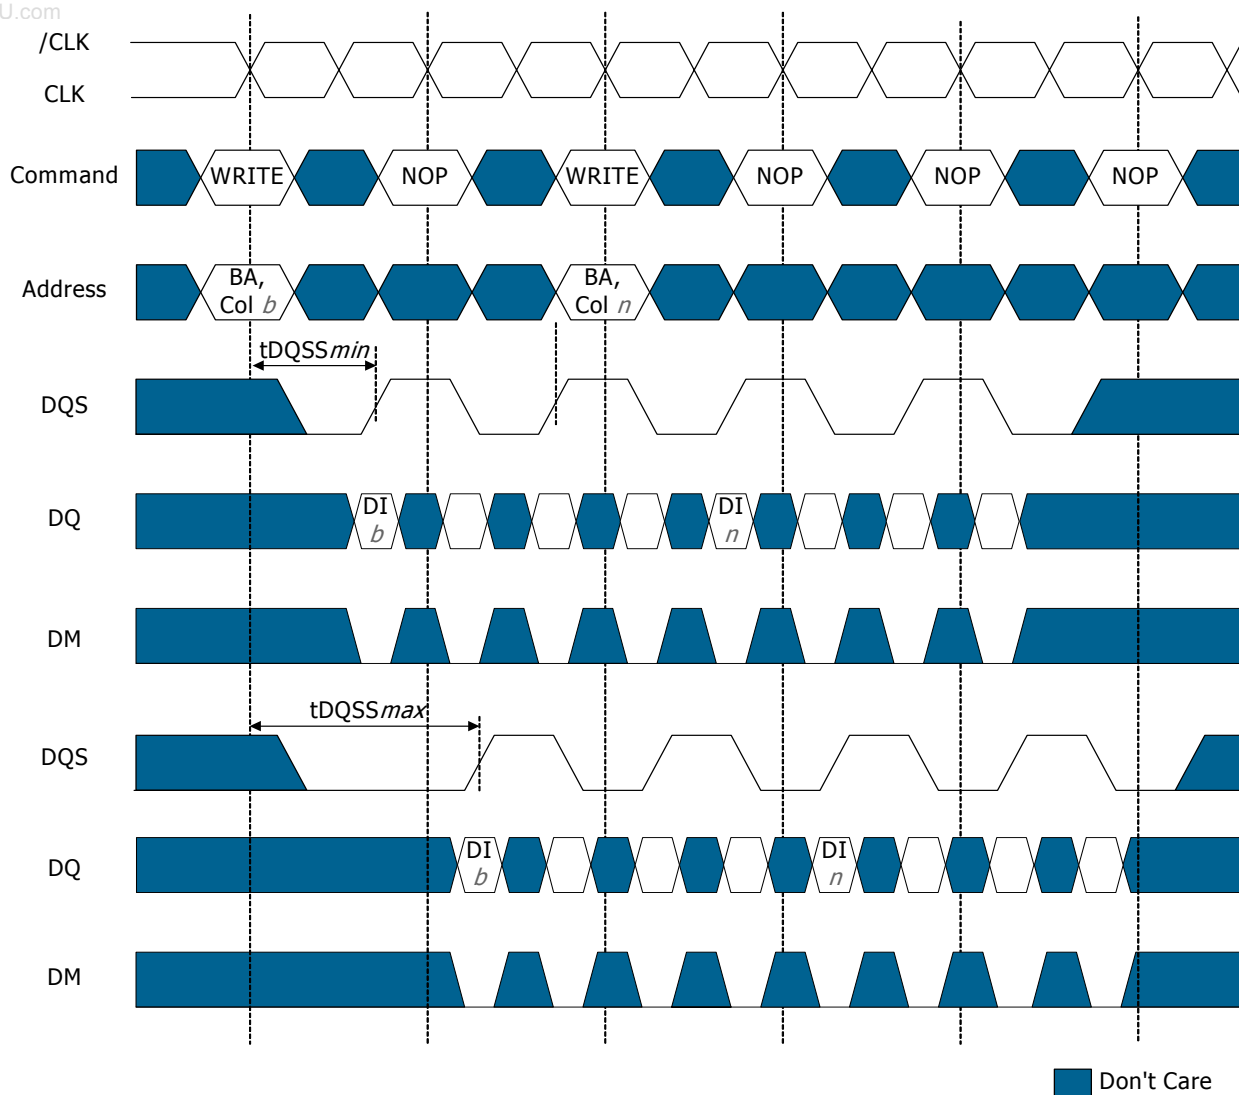 U.com
/CLK
CLK
Command
WRITE NOP WRITE NOP NOP NOP
Address
BA,
Col b
BA,
Col n
tDQSSmin
DQS
DQ
DI
b
DI
n
DM
tDQSSmax
DQS
DQ
DI
b
DI
n
DM
Don't Care